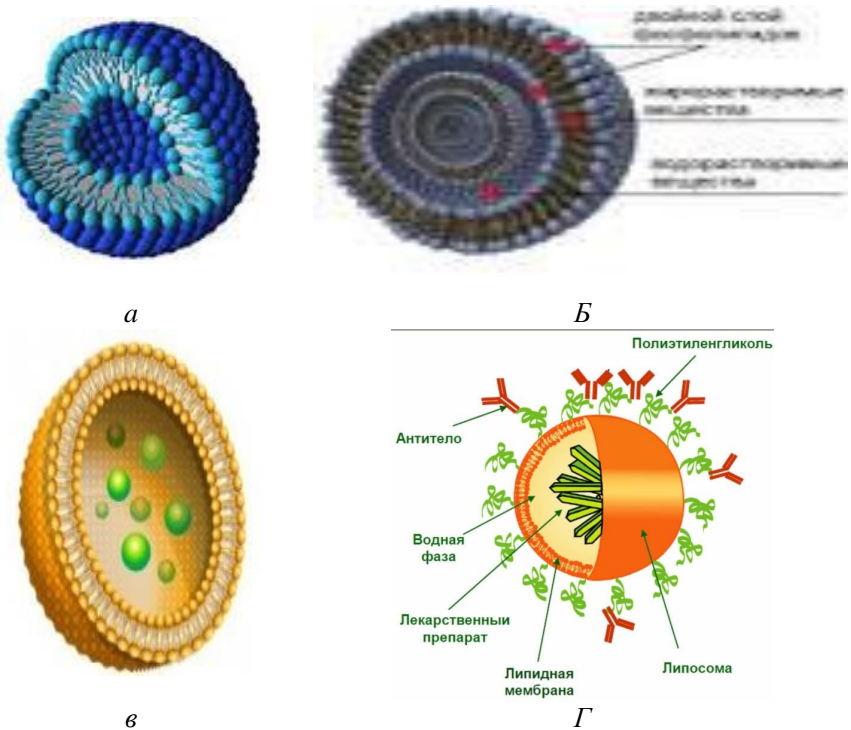 двойной слой
фосфолипидов
жирорастворимые
вещества
водорастворимые
вещества
а
Б
Полиэтиленгликоль
Антитело
Водная
фаза
Лекарственный
препарат
Липидная
мембрана
Липосома
в
Г